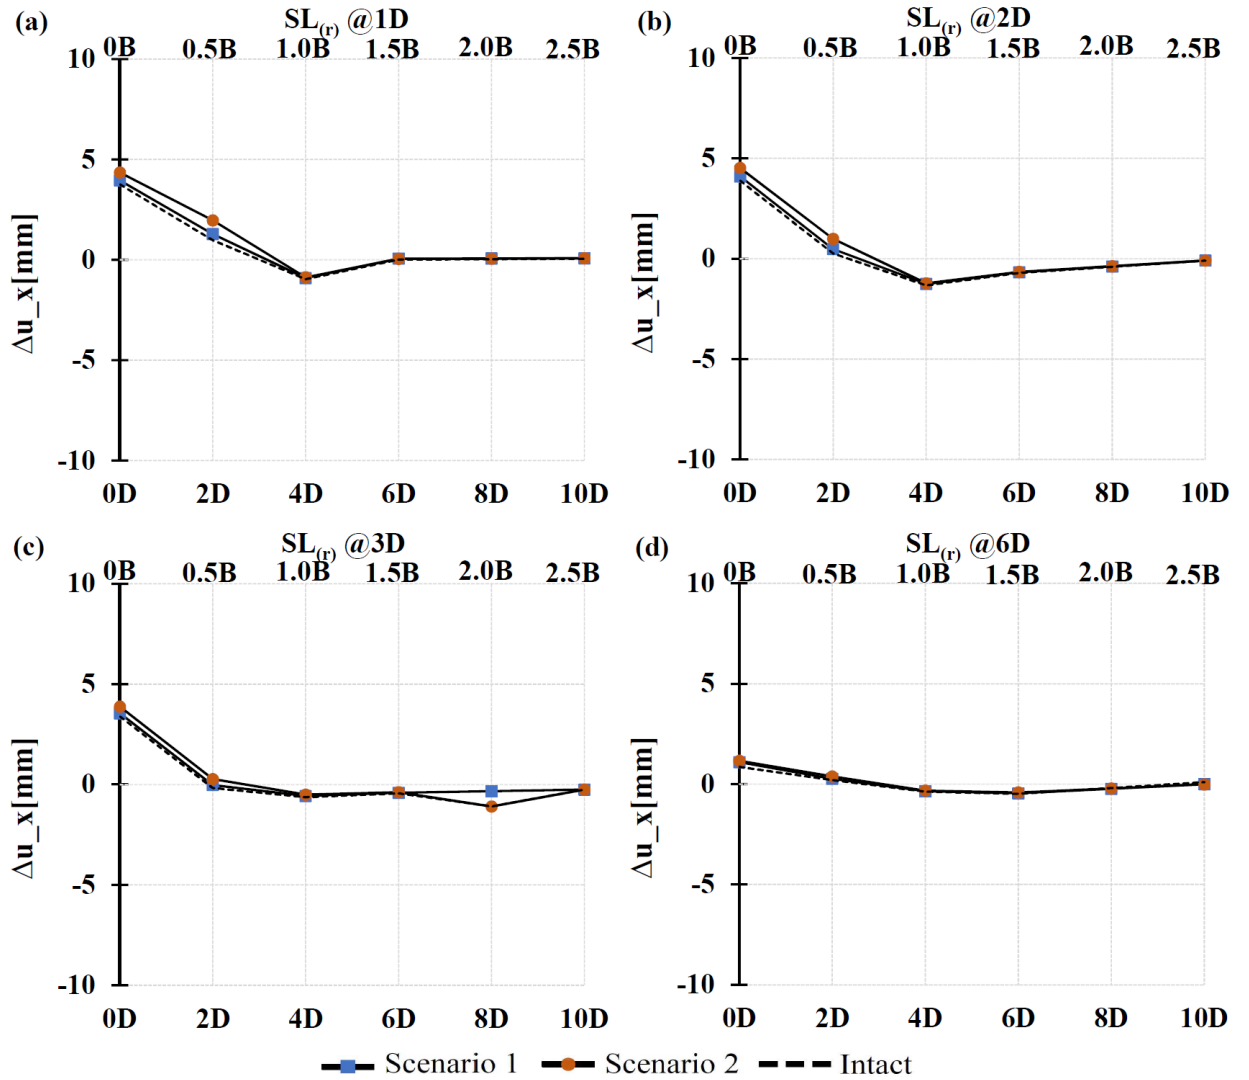 (a) SL(r) @1D
0B 0.5B 1.0B 1.5B 2.0B 2.5B
10
5
0
-5
-10
Δu_x[mm]
0D 2D 4D 6D 8D 10D
(b) SL(r) @2D
0B 0.5B 1.0B 1.5B 2.0B 2.5B
10
5
0
-5
-10
Δu_x[mm]
0D 2D 4D 6D 8D 10D
(c) SL(r) @3D
0B 0.5B 1.0B 1.5B 2.0B 2.5B
10
5
0
-5
-10
Δu_x[mm]
0D 2D 4D 6D 8D 10D
(d) SL(r) @6D
0B 0.5B 1.0B 1.5B 2.0B 2.5B
10
5
0
-5
-10
Δu_x[mm]
0D 2D 4D 6D 8D 10D
Scenario 1 Scenario 2 Intact